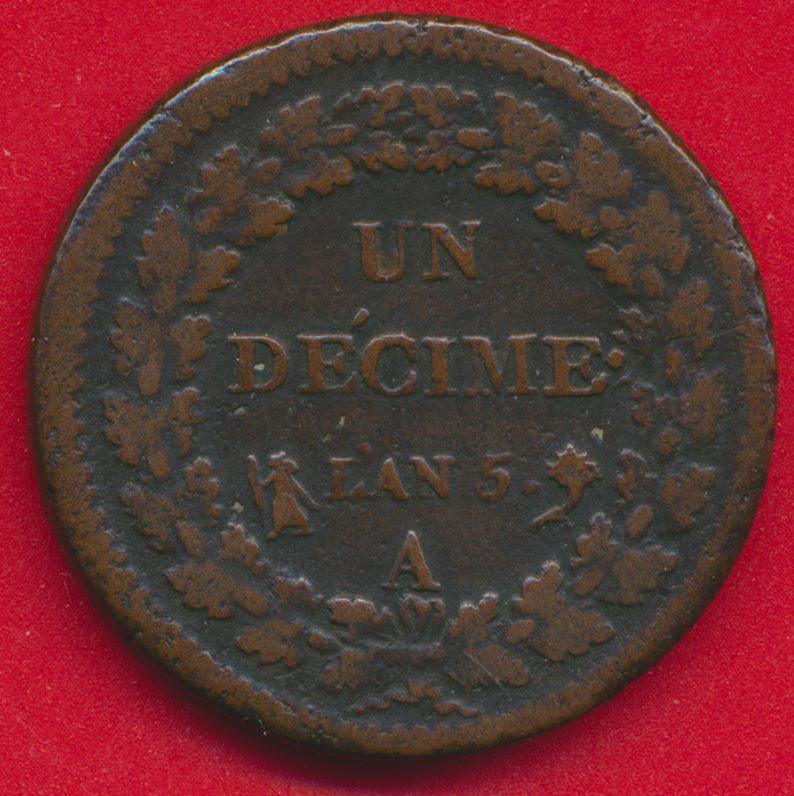 UN
DÉCIME·
L'AN 5.
A